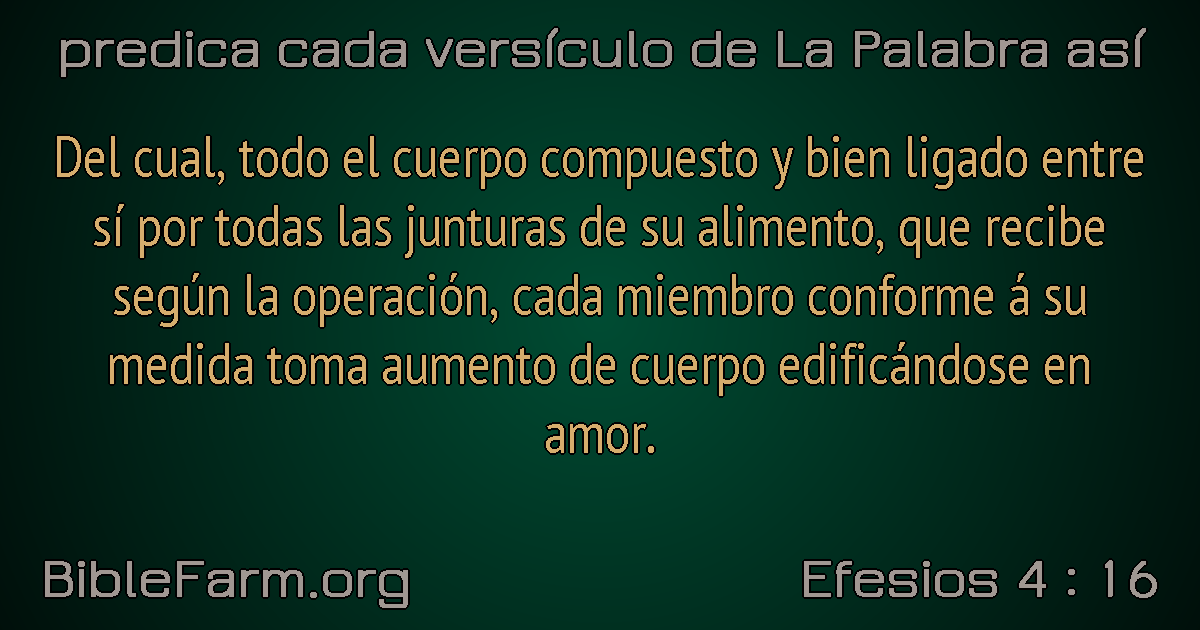 predica cada versículo de La Palabra así
Del cual, todo el cuerpo compuesto y bien ligado entre
sí por todas las junturas de su alimento, que recibe
según la operación, cada miembro conforme á su
medida toma aumento de cuerpo edificándose en
amor.
BibleFarm.org
Efesios 4 : 16